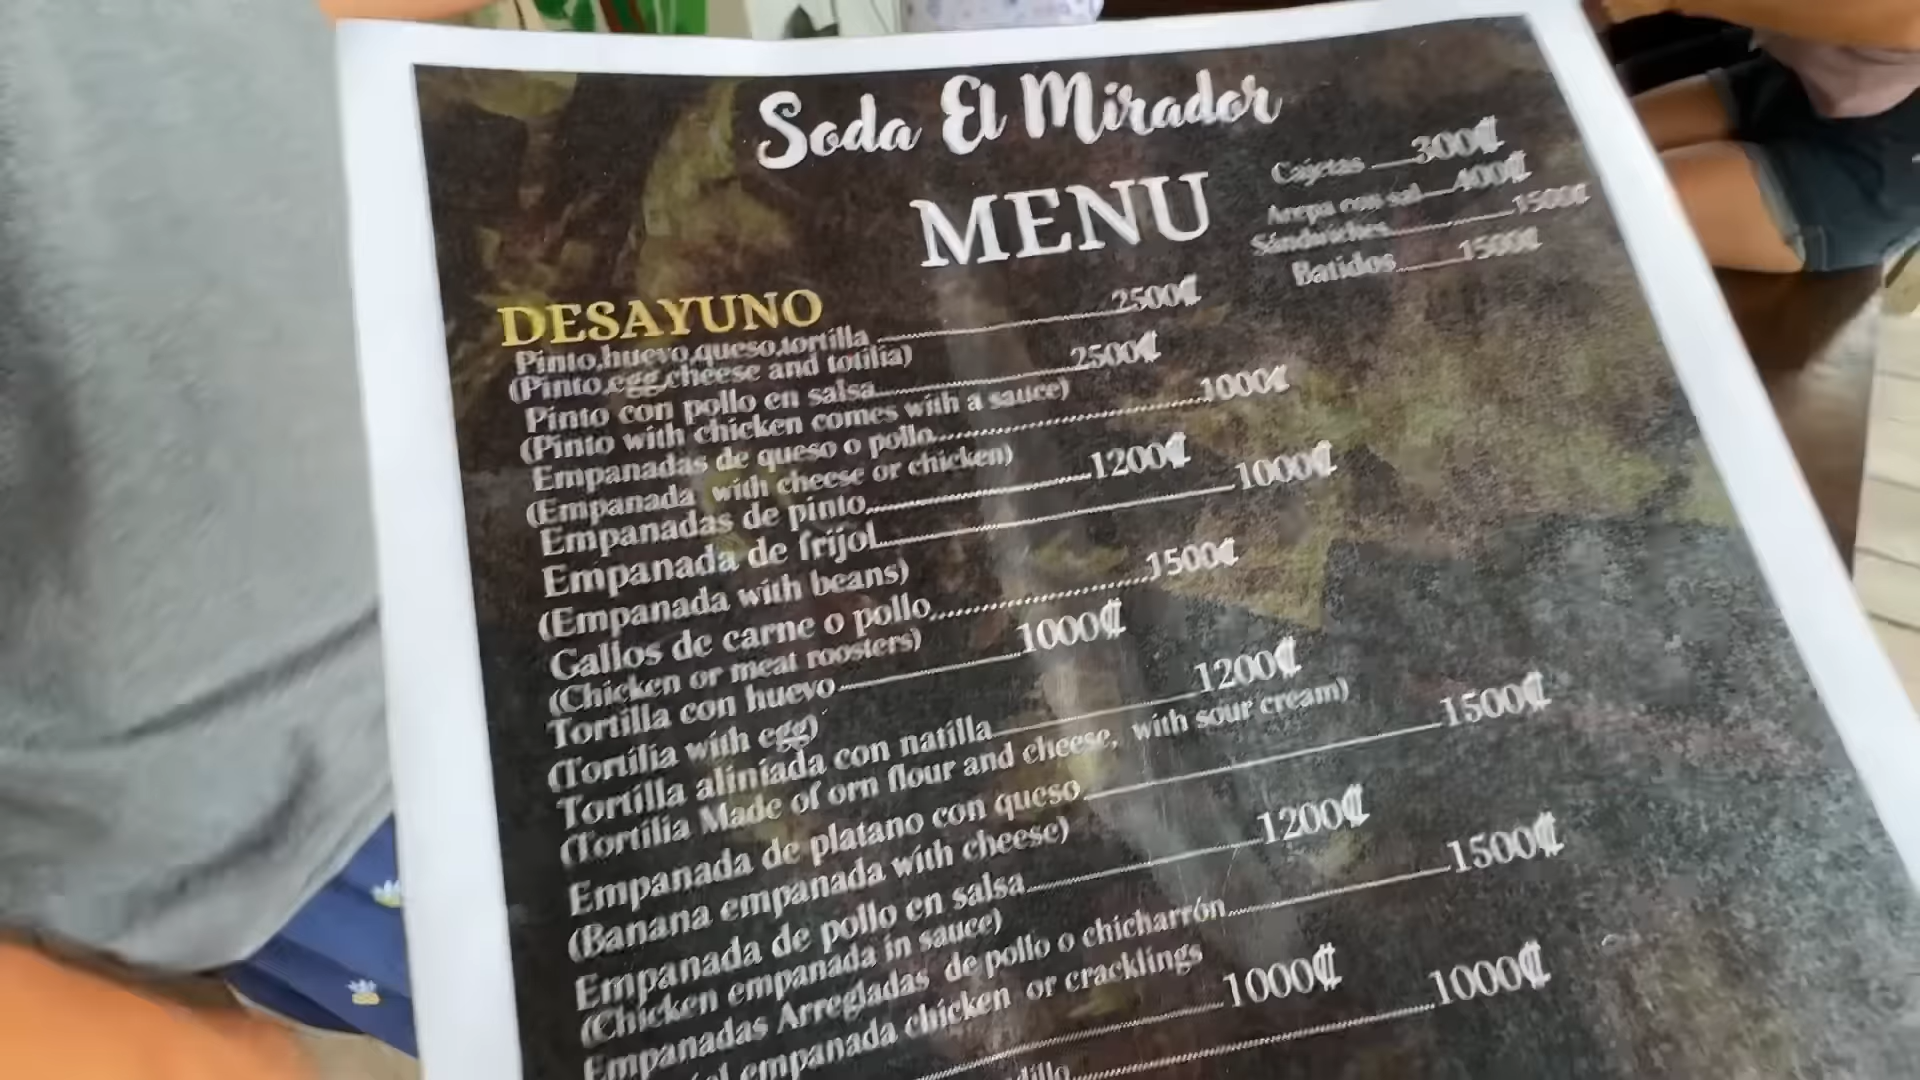 Soda El Mirador
MENU
Cajetas 300₡
Arepa con sal 400₡
Sándwiches 1500₡
Batidos 1500₡
DESAYUNO
Pinto,huevo,queso,tortilla 2500₡
(Pinto,egg,cheese and totilia)
Pinto con pollo en salsa 2500₡
(Pinto with chicken comes with a sauce)
Empanadas de queso o pollo 1000₡
(Empanada with cheese or chicken)
Empanadas de pinto 1200₡
Empanada de frijol 1000₡
(Empanada with beans)
Gallos de carne o pollo 1500₡
(Chicken or meat roosters)
Tortilla con huevo 1000₡
(Tortilia with egg)
Tortilla aliniada con natilla 1200₡
(Tortilia Made of orn flour and cheese, with sour cream)
Empanada de platano con queso 1500₡
(Banana empanada with cheese)
Empanada de pollo en salsa 1200₡
(Chicken empanada in sauce)
Empanadas Arregladas de pollo o chicharrón 1500₡
empanada chicken or cracklings
1000₡
1000₡